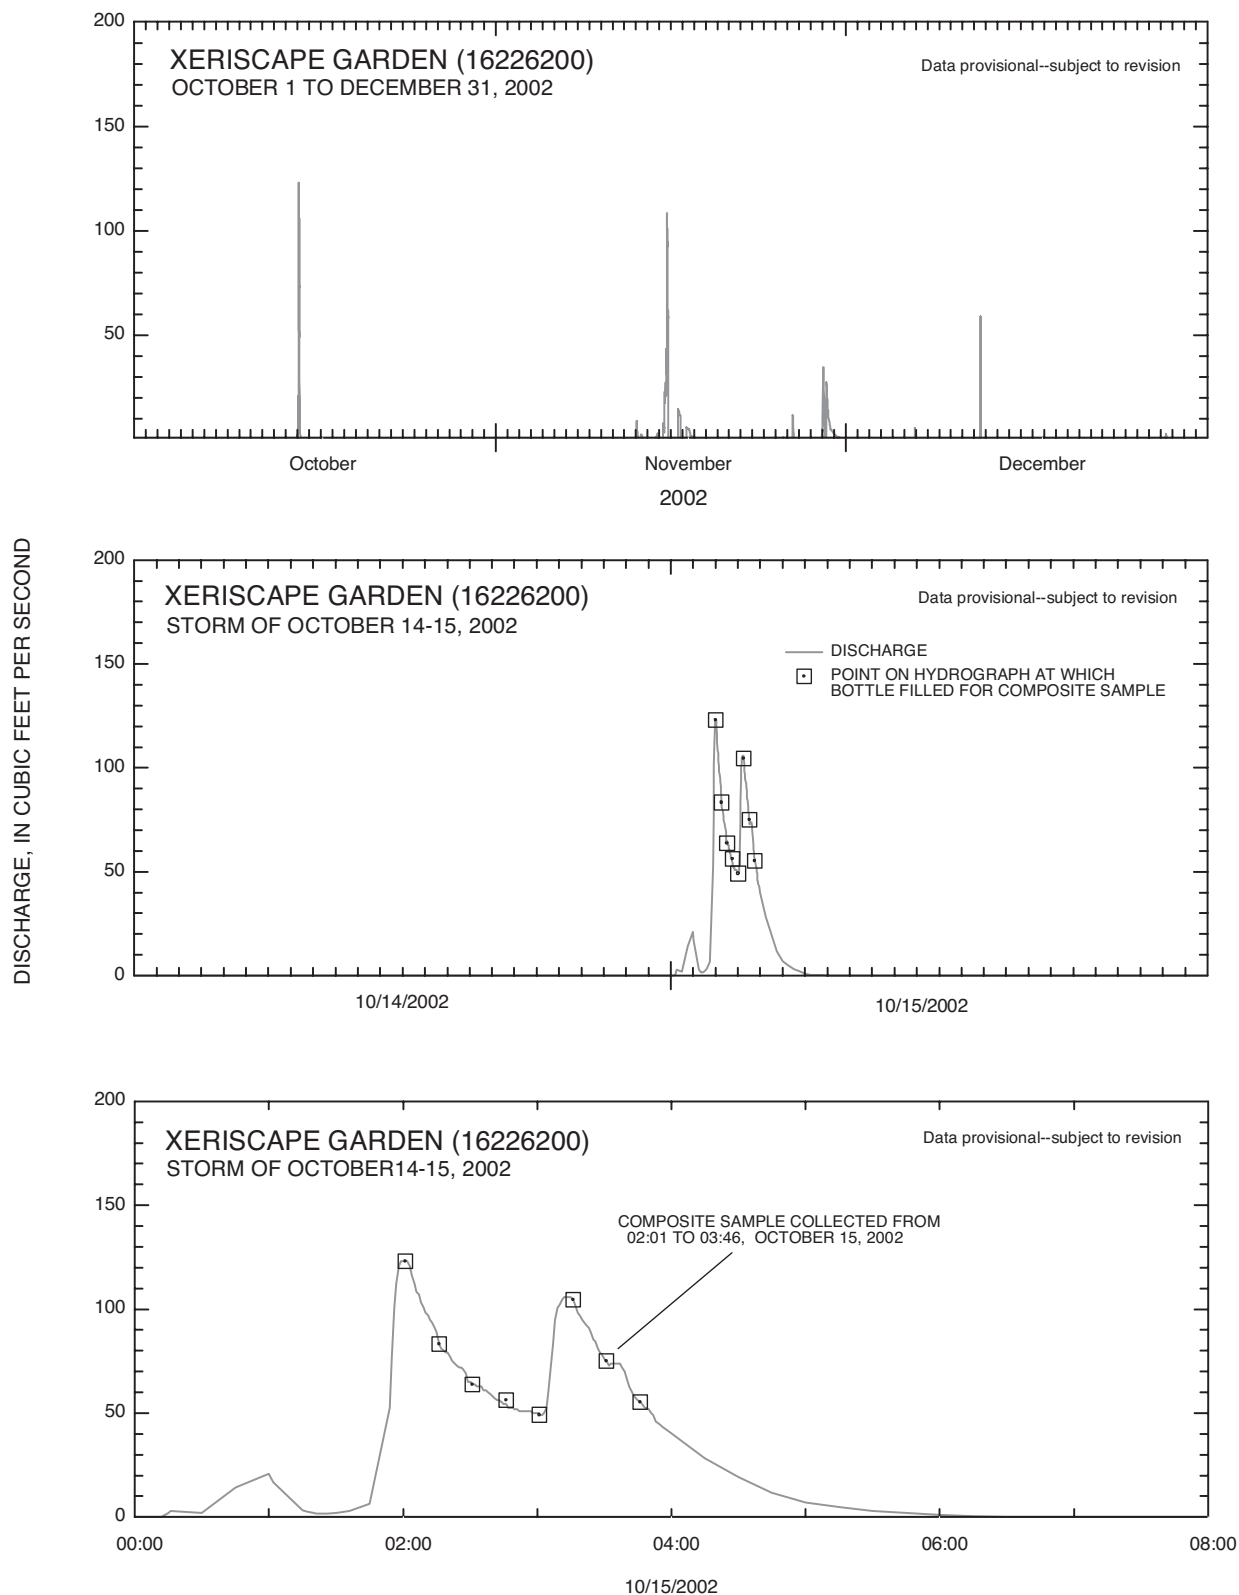 DISCHARGE, IN CUBIC FEET PER SECOND
200
150
100
50
XERISCAPE GARDEN (16226200)
OCTOBER 1 TO DECEMBER 31, 2002
Data provisional--subject to revision
October
November
December
2002
200
150
100
50
0
XERISCAPE GARDEN (16226200)
STORM OF OCTOBER 14-15, 2002
Data provisional--subject to revision
DISCHARGE
POINT ON HYDROGRAPH AT WHICH
BOTTLE FILLED FOR COMPOSITE SAMPLE
10/14/2002
10/15/2002
200
150
100
50
0
XERISCAPE GARDEN (16226200)
STORM OF OCTOBER14-15, 2002
Data provisional--subject to revision
COMPOSITE SAMPLE COLLECTED FROM
02:01 TO 03:46, OCTOBER 15, 2002
00:00
02:00
04:00
06:00
08:00
10/15/2002